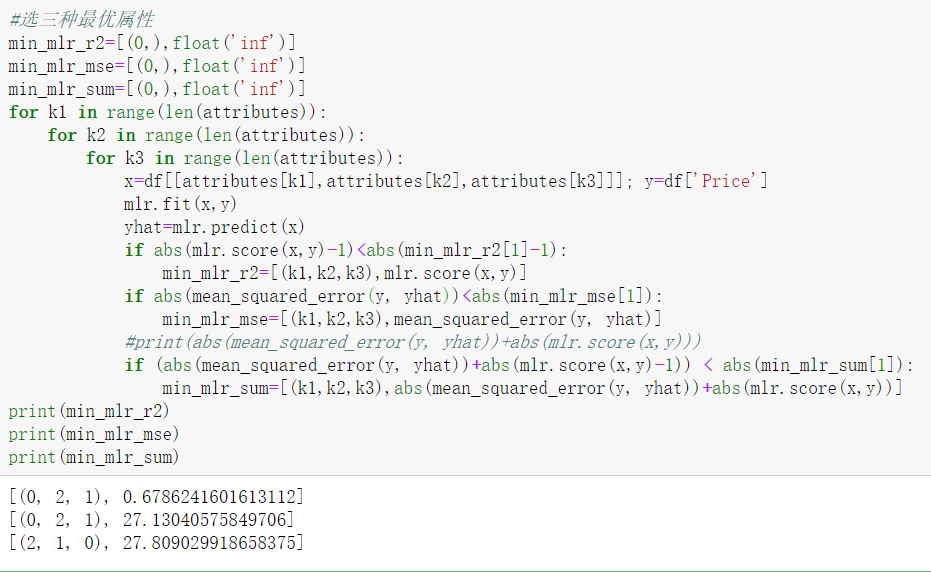 #选三种最优属性
min_mlr_r2=[(0,),float('inf')]
min_mlr_mse=[(0,),float('inf')]
min_mlr_sum=[(0,),float('inf')]
for k1 in range(len(attributes)):
    for k2 in range(len(attributes)):
        for k3 in range(len(attributes)):
            x=df[[attributes[k1],attributes[k2],attributes[k3]]]; y=df['Price']
            mlr.fit(x,y)
            yhat=mlr.predict(x)
            if abs(mlr.score(x,y)-1)<abs(min_mlr_r2[1]-1):
                min_mlr_r2=[(k1,k2,k3),mlr.score(x,y)]
            if abs(mean_squared_error(y, yhat))<abs(min_mlr_mse[1]):
                min_mlr_mse=[(k1,k2,k3),mean_squared_error(y, yhat)]
            #print(abs(mean_squared_error(y, yhat))+abs(mlr.score(x,y)))
            if (abs(mean_squared_error(y, yhat))+abs(mlr.score(x,y)-1)) < abs(min_mlr_sum[1]):
                min_mlr_sum=[(k1,k2,k3),abs(mean_squared_error(y, yhat))+abs(mlr.score(x,y))]
print(min_mlr_r2)
print(min_mlr_mse)
print(min_mlr_sum)
[(0, 2, 1), 0.6786241601613112]
[(0, 2, 1), 27.13040575849706]
[(2, 1, 0), 27.809029918658375]